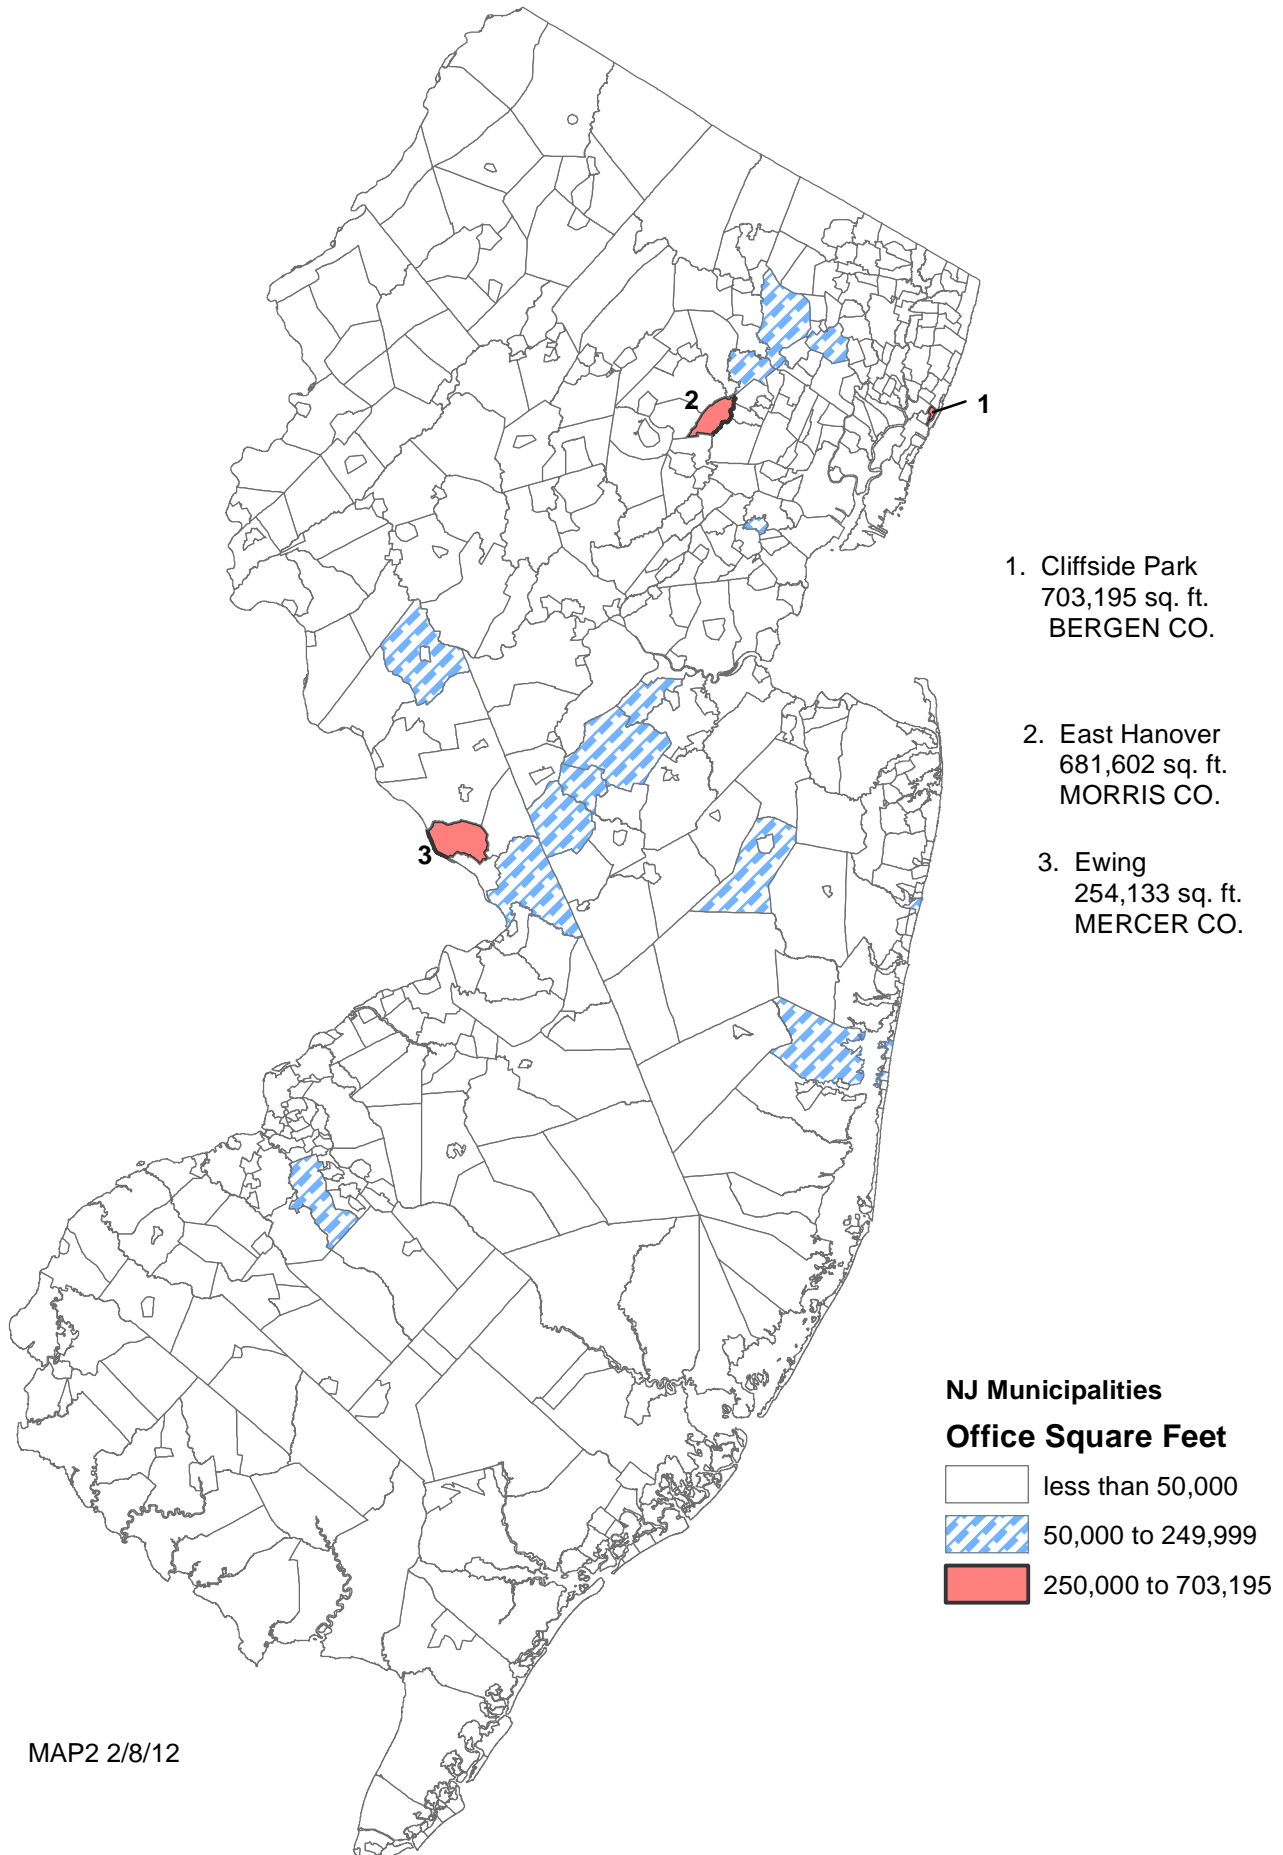 2
1
1. Cliffside Park
703,195 sq. ft.
BERGEN CO.
2. East Hanover
681,602 sq. ft.
MORRIS CO.
3
3. Ewing
254,133 sq. ft.
MERCER CO.
NJ Municipalities
Office Square Feet
less than 50,000
50,000 to 249,999
250,000 to 703,195
MAP2 2/8/12